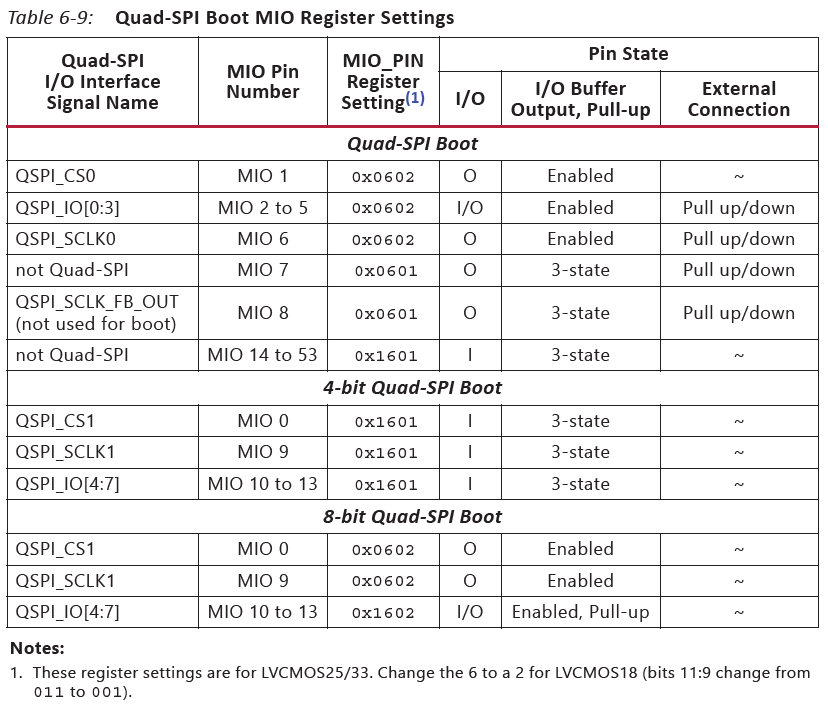 Table 6-9: Quad-SPI Boot MIO Register Settings
Quad-SPI
I/O Interface
Signal Name
MIO Pin
Number
MIO_PIN
Register
Setting(1)
Pin State
I/O
I/O Buffer
Output, Pull-up
External
Connection
Quad-SPI Boot
QSPI_CS0 MIO 1 0x0602 O Enabled ~
QSPI_IO[0:3] MIO 2 to 5 0x0602 I/O Enabled Pull up/down
QSPI_SCLK0 MIO 6 0x0602 O Enabled Pull up/down
not Quad-SPI MIO 7 0x0601 O 3-state Pull up/down
QSPI_SCLK_FB_OUT
(not used for boot) MIO 8 0x0601 O 3-state Pull up/down
not Quad-SPI MIO 14 to 53 0x1601 I 3-state ~
4-bit Quad-SPI Boot
QSPI_CS1 MIO 0 0x1601 I 3-state ~
QSPI_SCLK1 MIO 9 0x1601 I 3-state ~
QSPI_IO[4:7] MIO 10 to 13 0x1601 I 3-state ~
8-bit Quad-SPI Boot
QSPI_CS1 MIO 0 0x0602 O Enabled ~
QSPI_SCLK1 MIO 9 0x0602 O Enabled ~
QSPI_IO[4:7] MIO 10 to 13 0x1602 I/O Enabled, Pull-up ~
Notes:
1. These register settings are for LVCMOS25/33. Change the 6 to a 2 for LVCMOS18 (bits 11:9 change from
011 to 001).